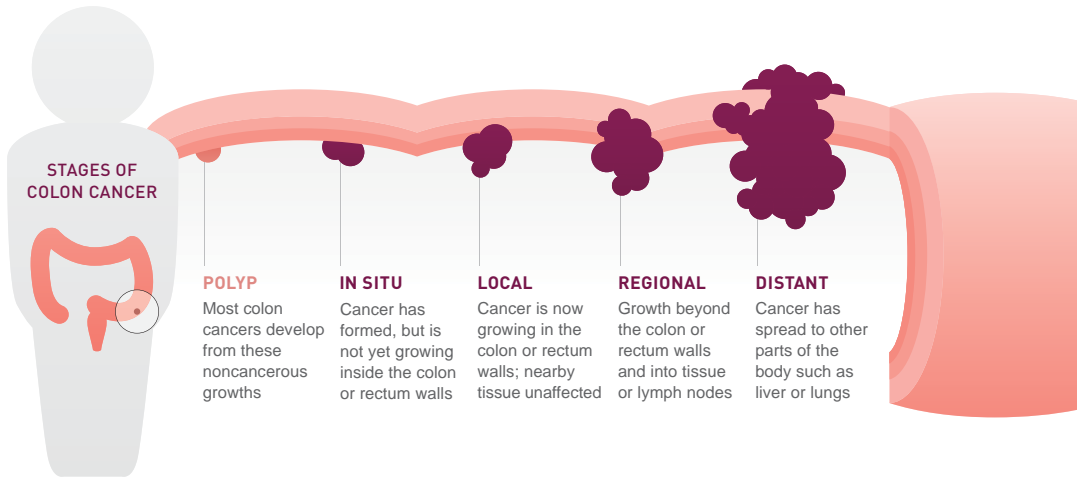 STAGES OF
COLON CANCER
POLYP
Most colon
cancers develop
from these
noncancerous
growths
IN SITU
Cancer has
formed, but is
not yet growing
inside the colon
or rectum walls
LOCAL
Cancer is now
growing in the
colon or rectum
walls; nearby
tissue unaffected
REGIONAL
Growth beyond
the colon or
rectum walls
and into tissue
or lymph nodes
DISTANT
Cancer has
spread to other
parts of the
body such as
liver or lungs